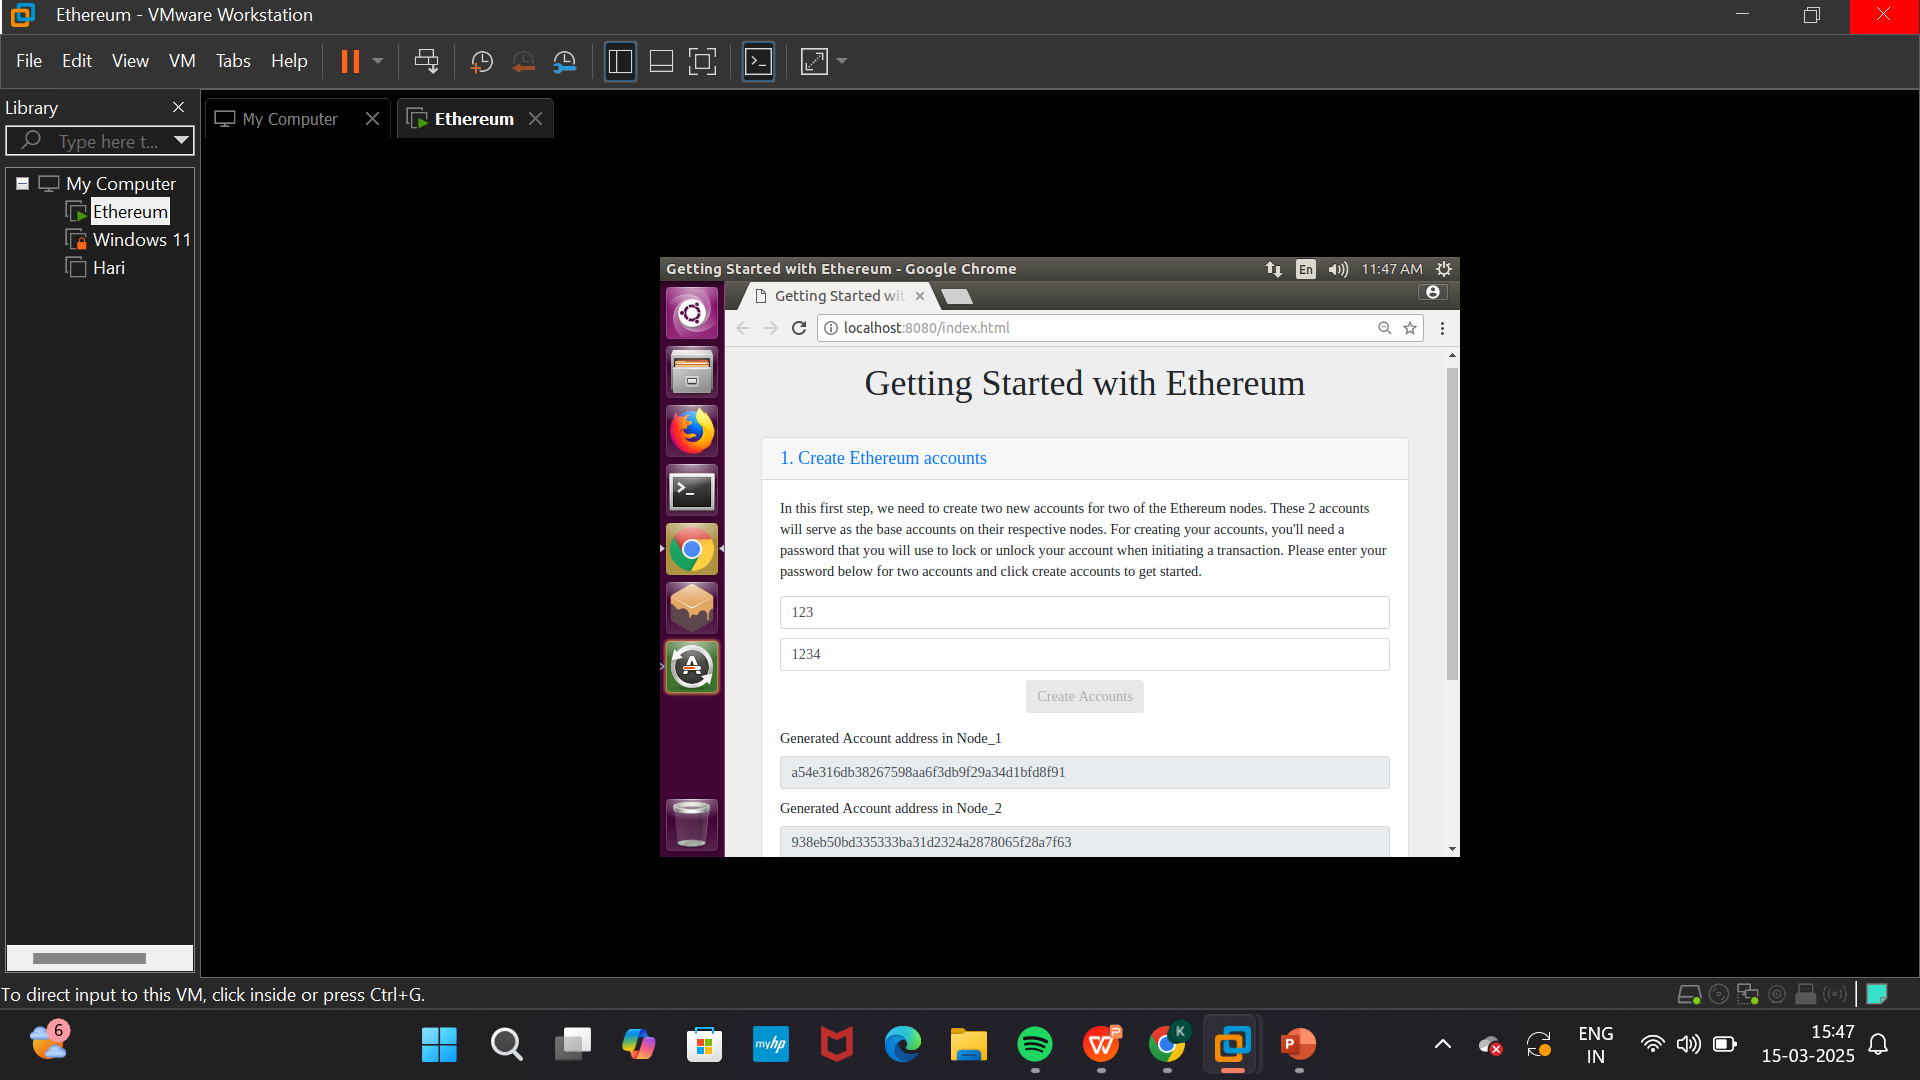 Ethereum - VMware Workstation
File Edit View VM Tabs Help
Library
Type here t...
My Computer
Ethereum
Windows 11
Hari
My Computer
Ethereum
Getting Started with Ethereum - Google Chrome
En
11:47 AM
Getting Started wit
localhost:8080/index.html
Getting Started with Ethereum
1. Create Ethereum accounts
In this first step, we need to create two new accounts for two of the Ethereum nodes. These 2 accounts
will serve as the base accounts on their respective nodes. For creating your accounts, you'll need a
password that you will use to lock or unlock your account when initiating a transaction. Please enter your
password below for two accounts and click create accounts to get started.
123
1234
Create Accounts
Generated Account address in Node_1
a54e316db38267598aa6f3db9f29a34d1bfd8f91
Generated Account address in Node_2
938eb50bd335333ba31d2324a2878065f28a7f63
To direct input to this VM, click inside or press Ctrl+G.
6
myhp
K
P
ENG
IN
15:47
15-03-2025